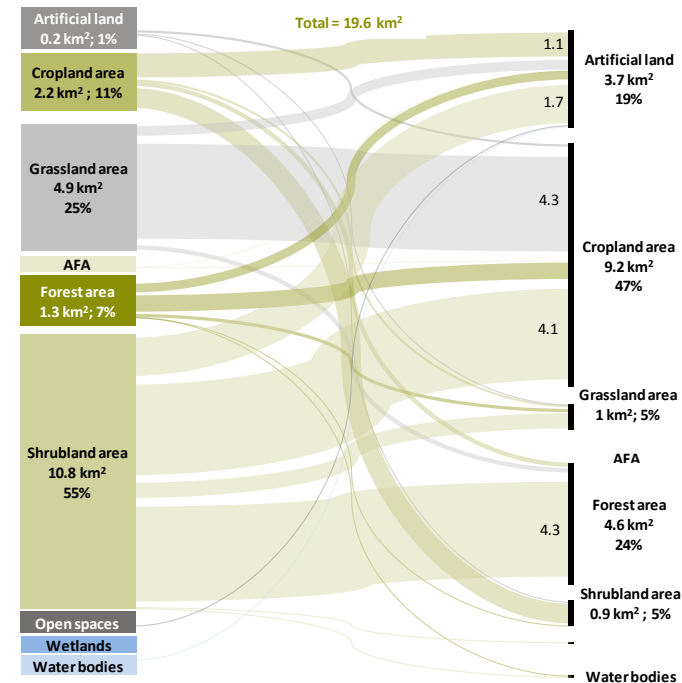 Total = 19.6 km²
Artificial land
0.2 km²; 1%
Cropland area
2.2 km² ; 11%
Grassland area
4.9 km²
25%
AFA
Forest area
1.3 km²; 7%
Shrubland area
10.8 km²
55%
Open spaces
Wetlands
Water bodies
1.1
1.7
4.3
4.1
4.3
Artificial land
3.7 km²
19%
Cropland area
9.2 km²
47%
Grassland area
1 km²; 5%
AFA
Forest area
4.6 km²
24%
Shrubland area
0.9 km² ; 5%
Water bodies